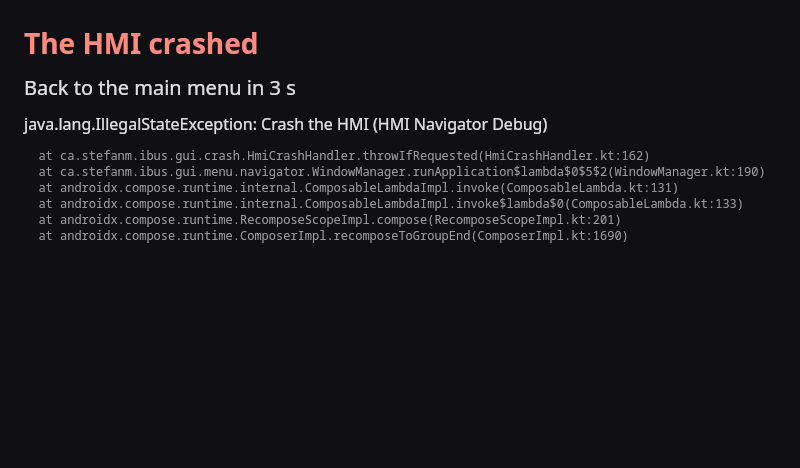 The HMI crashed
Back to the main menu in 3 s
java.lang.IllegalStateException: Crash the HMI (HMI Navigator Debug)
at ca.stefanm.ibus.gui.crash.HmiCrashHandler.throwIfRequested(HmiCrashHandler.kt:162)
at ca.stefanm.ibus.gui.menu.navigator.WindowManager.runApplication$lambda$0$5$2(WindowManager.kt:190)
at androidx.compose.runtime.internal.ComposableLambdaImpl.invoke(ComposableLambda.kt:131)
at androidx.compose.runtime.internal.ComposableLambdaImpl.invoke$lambda$0(ComposableLambda.kt:133)
at androidx.compose.runtime.RecomposeScopeImpl.compose(RecomposeScopeImpl.kt:201)
at androidx.compose.runtime.ComposerImpl.recomposeToGroupEnd(ComposerImpl.kt:1690)